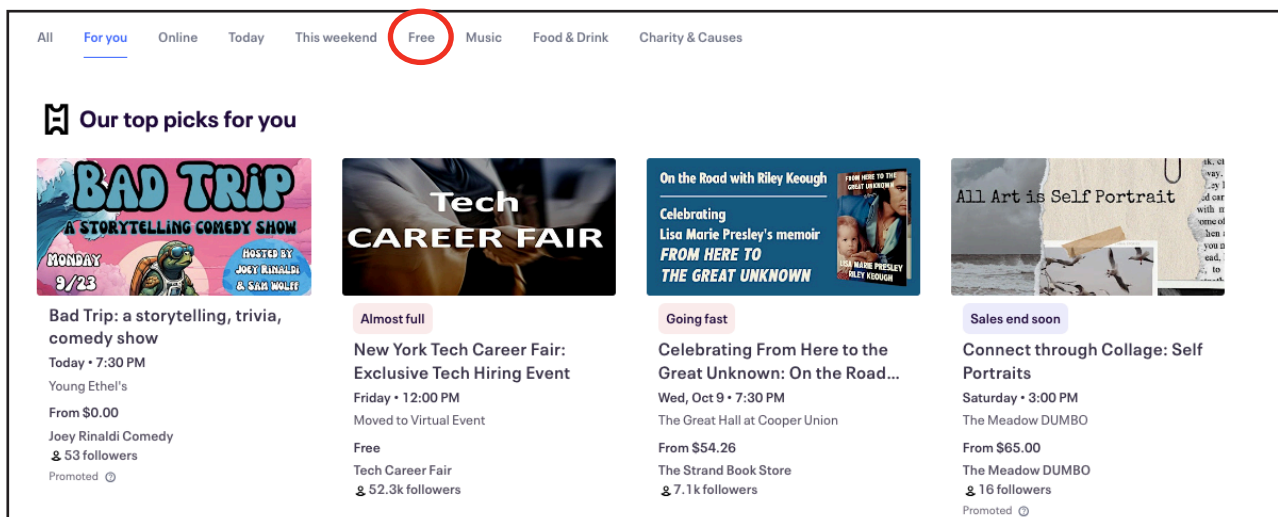 All For you Online Today This weekend Free Music Food & Drink Charity & Causes
Our top picks for you
BAD TRIP
A STORYTELLING COMEDY SHOW
MONDAY
9/23
HOSTED BY
JOEY RINALDI
& SAM WOLFF
Bad Trip: a storytelling, trivia,
comedy show
Today • 7:30 PM
Young Ethel's
From $0.00
Joey Rinaldi Comedy
53 followers
Promoted
Tech
CAREER FAIR
Almost full
New York Tech Career Fair:
Exclusive Tech Hiring Event
Friday • 12:00 PM
Moved to Virtual Event
Free
Tech Career Fair
52.3k followers
On the Road with Riley Keough
Celebrating
Lisa Marie Presley's memoir
FROM HERE TO
THE GREAT UNKNOWN
FROM HERE TO THE
GREAT UNKNOWN
LISA MARIE PRESLEY
RILEY KEOUGH
Going fast
Celebrating From Here to the
Great Unknown: On the Road...
Wed, Oct 9 • 7:30 PM
The Great Hall at Cooper Union
From $54.26
The Strand Book Store
7.1k followers
All Art is Self Portrait
Sales end soon
Connect through Collage: Self
Portraits
Saturday • 3:00 PM
The Meadow DUMBO
From $65.00
The Meadow DUMBO
16 followers
Promoted